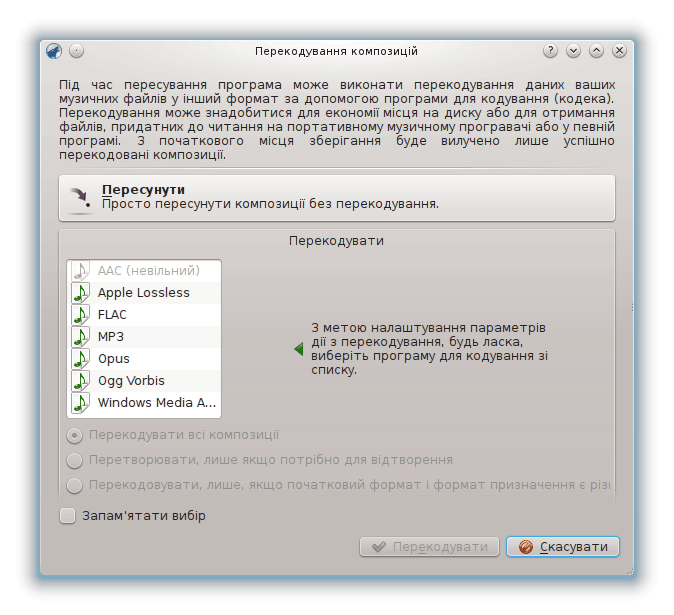 Перекодування композицій
Під час пересування програма може виконати перекодування даних ваших
музичних файлів у інший формат за допомогою програми для кодування (кодека).
Перекодування може знадобитися для економії місця на диску або для отримання
файлів, придатних до читання на портативному музичному програвачі або у певній
програмі. З початкового місця зберігання буде вилучено лише успішно
перекодовані композиції.
Пересунути
Просто пересунути композиції без перекодування.
Перекодувати
AAC (невільний)
Apple Lossless
FLAC
MP3
Opus
Ogg Vorbis
Windows Media A...
З метою налаштування параметрів
дії з перекодування, будь ласка,
виберіть програму для кодування зі
списку.
Перекодувати всі композиції
Перетворювати, лише якщо потрібно для відтворення
Перекодовувати, лише, якщо початковий формат і формат призначення є різн
Запам'ятати вибір
Перекодувати
Скасувати